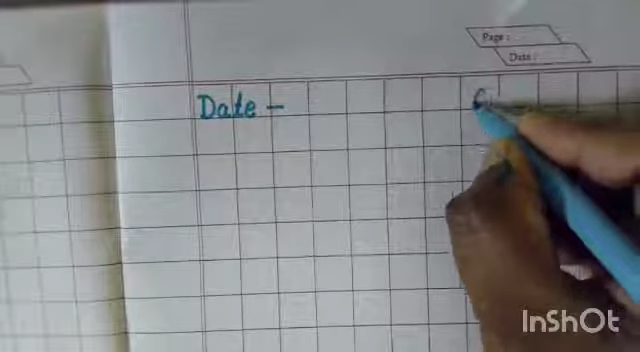 Page :
Date :
Date –
InShOt